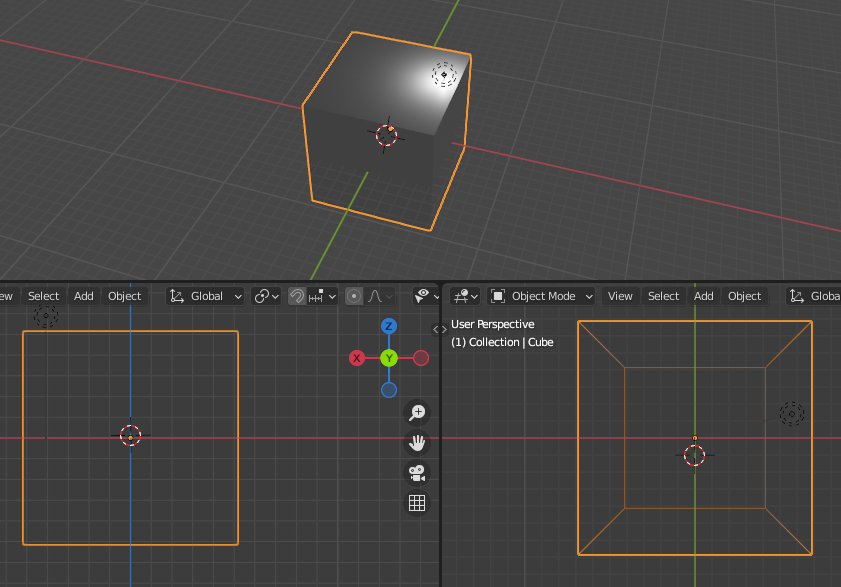 ew Select Add Object Global
Z
X Y
Object Mode View Select Add Object Globa
User Perspective
(1) Collection | Cube